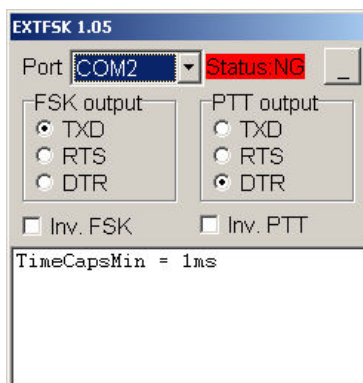 EXTFSK 1.05
Port COM2 Status:NG _
FSK output PTT output
TXD TXD
RTS RTS
DTR DTR
Inv. FSK Inv. PTT
TimeCapsMin = 1ms